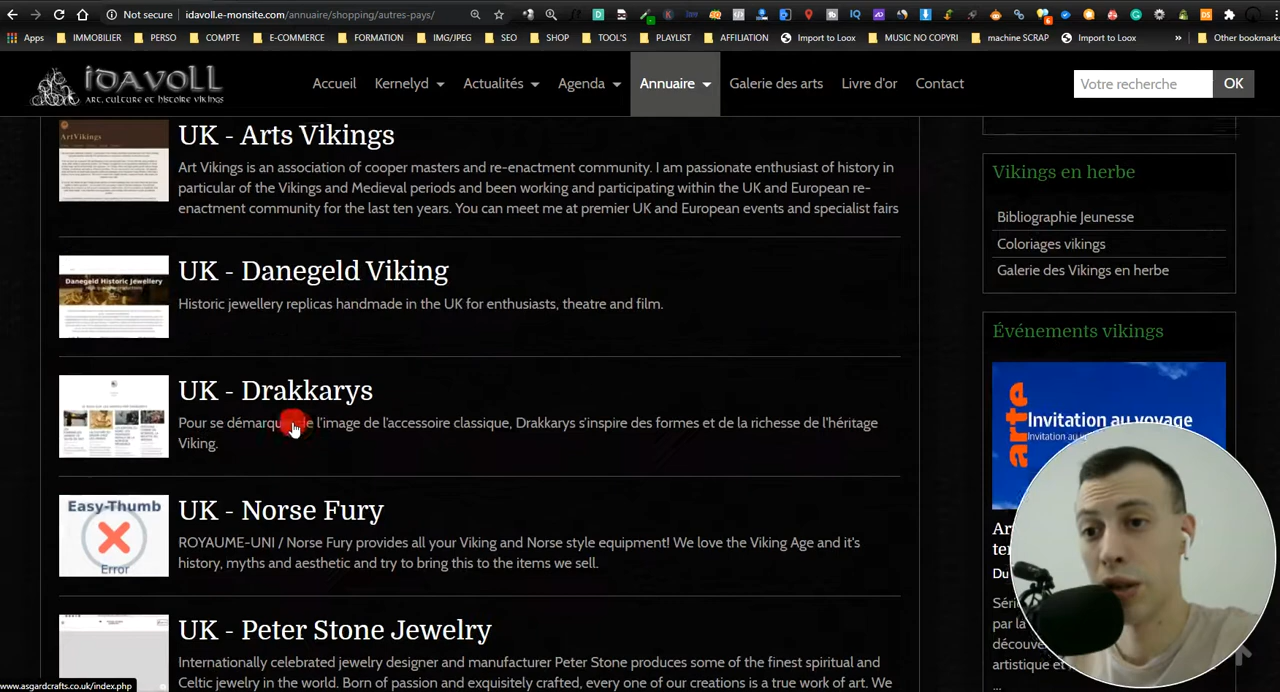 Not secure
idavoll.e-monsite.com/annuaire/shopping/autres-pays/
Apps
IMMOBILIER
PERSO
COMPTE
E-COMMERCE
FORMATION
IMG/JPEG
SEO
SHOP
TOOL'S
PLAYLIST
AFFILIATION
Import to Loox
MUSIC NO COPYRI
machine SCRAP
Import to Loox
Other bookmarks
iDAVOLL
ART, CULTURE ET HISTOIRE VIKINGS
Accueil
Kernelyd
Actualités
Agenda
Annuaire
Galerie des arts
Livre d'or
Contact
Votre recherche
OK
ArtVikings
UK - Arts Vikings
Art Vikings is a combination of proper masters and re-enactment community. I am passionate enthusiast of history in
particular of the Vikings and Medieval periods and been working and participating within the UK and European re-
enactment community for the last ten years. You can meet me at premier UK and European events and specialist fairs
Danegeld Historic Jewellery
UK - Danegeld Viking
Historic jewellery replicas handmade in the UK for enthusiasts, theatre and film.
UK - Drakkarys
Pour se démarqu e l'image de l'accessoire classique, Drakkarys s'inspire des formes et de la richesse de l'héritage
Viking.
Easy-Thumb
Error
UK - Norse Fury
ROYAUME-UNI / Norse Fury provides all your Viking and Norse style equipment! We love the Viking Age and it's
history, myths and aesthetic and try to bring this to the items we sell.
UK - Peter Stone Jewelry
Internationally celebrated jewelry designer and manufacturer Peter Stone produces some of the finest spiritual and
Celtic jewelry in the world. Born of passion and exquisitely crafted, every one of our creations is a true work of art. We
Vikings en herbe
Bibliographie Jeunesse
Coloriages vikings
Galerie des Vikings en herbe
Événements vikings
arte
Invitation au voyage
Invitation au
Du
Séri
par la
découve
artistique et
...
www.asgardcrafts.co.uk/index.php